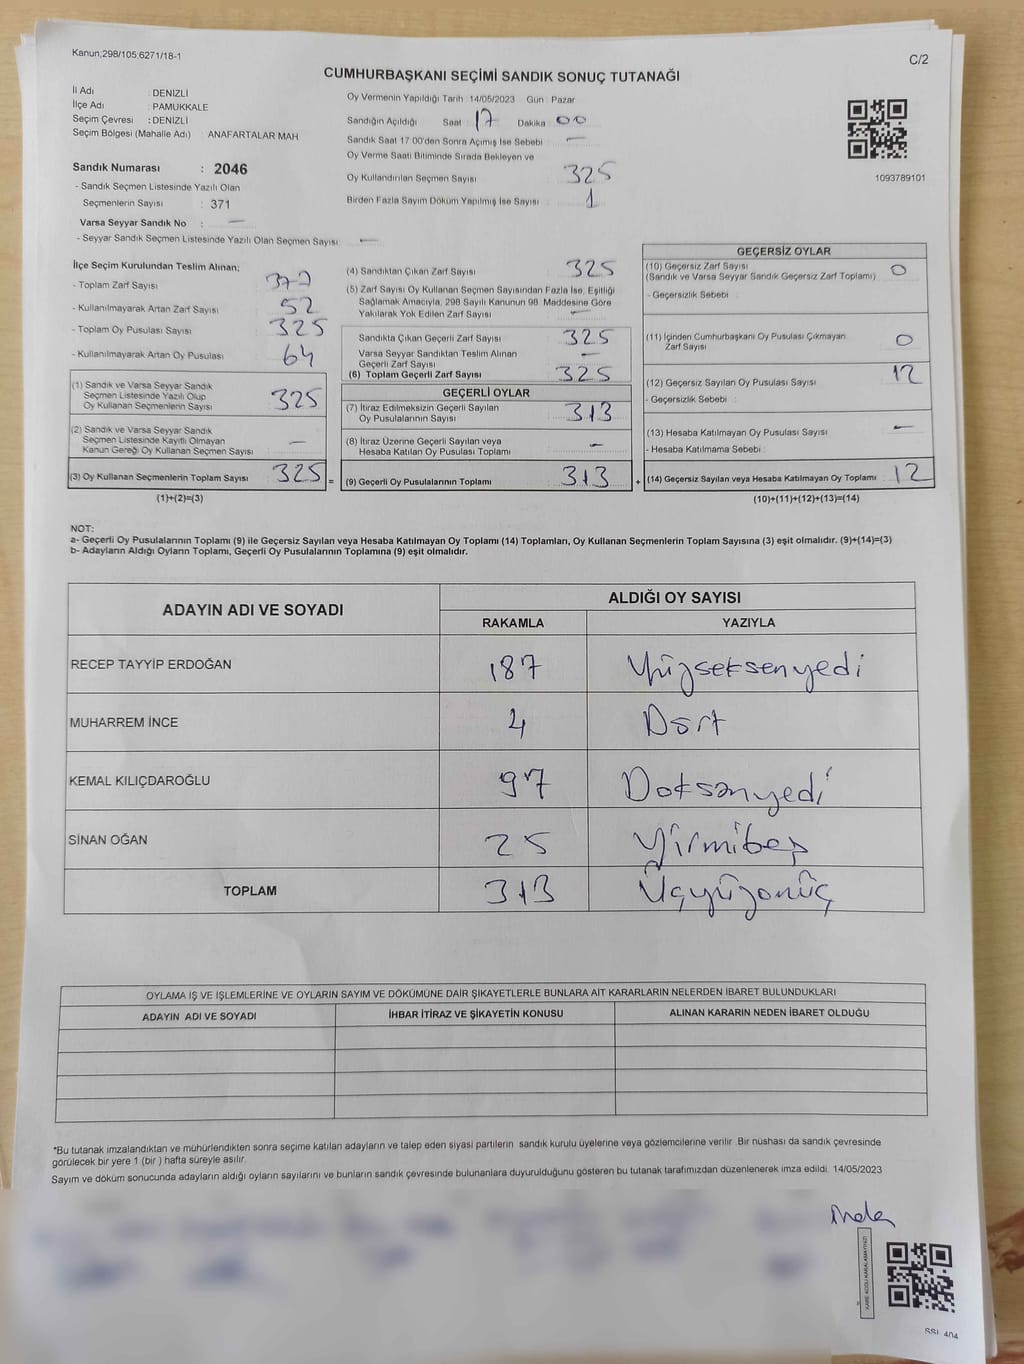 Kanun;298/105;6271/18-1
C/2
CUMHURBAŞKANI SEÇİMİ SANDIK SONUÇ TUTANAĞI
İl Adı : DENİZLİ
İlçe Adı : PAMUKKALE
Seçim Çevresi : DENİZLİ
Seçim Bölgesi (Mahalle Adı) : ANAFARTALAR MAH
Sandık Numarası : 2046
- Sandık Seçmen Listesinde Yazılı Olan
Seçmenlerin Sayısı : 371
Varsa Seyyar Sandık No : —
- Seyyar Sandık Seçmen Listesinde Yazılı Olan Seçmen Sayısı : —
Oy Vermenin Yapıldığı Tarih : 14/05/2023 Gün : Pazar
Sandığın Açıldığı Saat 17 Dakika 00
Sandık Saat 17.00'den Sonra Açımış İse Sebebi : —
Oy Verme Saati Bitiminde Sırada Bekleyen ve
Oy Kullandırılan Seçmen Sayısı : 325
Birden Fazla Sayım Döküm Yapılmış İse Sayısı : 1
1093789101
İlçe Seçim Kurulundan Teslim Alınan;
- Toplam Zarf Sayısı : 377
- Kullanılmayarak Artan Zarf Sayısı : 52
- Toplam Oy Pusulası Sayısı : 325
- Kullanılmayarak Artan Oy Pusulası : 64
(1) Sandık ve Varsa Seyyar Sandık
Seçmen Listesinde Yazılı Olup
Oy Kullanan Seçmenlerin Sayısı : 325
(2) Sandık ve Varsa Seyyar Sandık
Seçmen Listesinde Kayıtlı Olmayan
Kanun Gereği Oy Kullanan Seçmen Sayısı : —
(3) Oy Kullanan Seçmenlerin Toplam Sayısı : 325 =
(1)+(2)=(3)
(4) Sandıktan Çıkan Zarf Sayısı : 325
(5) Zarf Sayısı Oy Kullanan Seçmen Sayısından Fazla İse, Eşitliği
Sağlamak Amacıyla, 298 Sayılı Kanunun 98. Maddesine Göre
Yakılarak Yok Edilen Zarf Sayısı : —
Sandıkta Çıkan Geçerli Zarf Sayısı : 325
Varsa Seyyar Sandıktan Teslim Alınan
Geçerli Zarf Sayısı : —
(6) Toplam Geçerli Zarf Sayısı : 325
GEÇERLİ OYLAR
(7) İtiraz Edilmeksizin Geçerli Sayılan
Oy Pusulalarının Sayısı : 313
(8) İtiraz Üzerine Geçerli Sayılan veya
Hesaba Katılan Oy Pusulası Toplamı : —
(9) Geçerli Oy Pusulalarının Toplamı : 313 +
GEÇERSİZ OYLAR
(10) Geçersiz Zarf Sayısı : 0
(Sandık ve Varsa Seyyar Sandık Geçersiz Zarf Toplamı)
- Geçersizlik Sebebi :
(11) İçinden Cumhurbaşkanı Oy Pusulası Çıkmayan
Zarf Sayısı : 0
(12) Geçersiz Sayılan Oy Pusulası Sayısı : 12
- Geçersizlik Sebebi :
(13) Hesaba Katılmayan Oy Pusulası Sayısı : —
- Hesaba Katılmama Sebebi :
(14) Geçersiz Sayılan veya Hesaba Katılmayan Oy Toplamı : 12
(10)+(11)+(12)+(13)=(14)
NOT:
a- Geçerli Oy Pusulalarının Toplamı (9) ile Geçersiz Sayılan veya Hesaba Katılmayan Oy Toplamı (14) Toplamları, Oy Kullanan Seçmenlerin Toplam Sayısına (3) eşit olmalıdır. (9)+(14)=(3)
b- Adayların Aldığı Oyların Toplamı, Geçerli Oy Pusulalarının Toplamına (9) eşit olmalıdır.
ADAYIN ADI VE SOYADI
ALDIĞI OY SAYISI
RAKAMLA YAZIYLA
RECEP TAYYİP ERDOĞAN 187 Yüzseksenyedi
MUHARREM İNCE 4 Dört
KEMAL KILIÇDAROĞLU 97 Doksanyedi
SİNAN OĞAN 25 Yirmibeş
TOPLAM 313 Üçyüzonüç
OYLAMA İŞ VE İŞLEMLERİNE VE OYLARIN SAYIM VE DÖKÜMÜNE DAİR ŞİKAYETLERLE BUNLARA AİT KARARLARIN NELERDEN İBARET BULUNDUKLARI
ADAYIN ADI VE SOYADI İHBAR İTİRAZ VE ŞİKAYETİN KONUSU ALINAN KARARIN NEDEN İBARET OLDUĞU
*Bu tutanak imzalandıktan ve mühürlendikten sonra seçime katılan adayların ve talep eden siyasi partilerin sandık kurulu üyelerine veya gözlemcilerine verilir. Bir nüshası da sandık çevresinde
görülecek bir yere 1 (bir ) hafta süreyle asılır.
Sayım ve döküm sonucunda adayların aldığı oyların sayılarını ve bunların sandık çevresinde bulunanlara duyurulduğunu gösteren bu tutanak tarafımızdan düzenlenerek imza edildi. 14/05/2023
KARE KODU KARALAMAYINIZ!
SSL 404